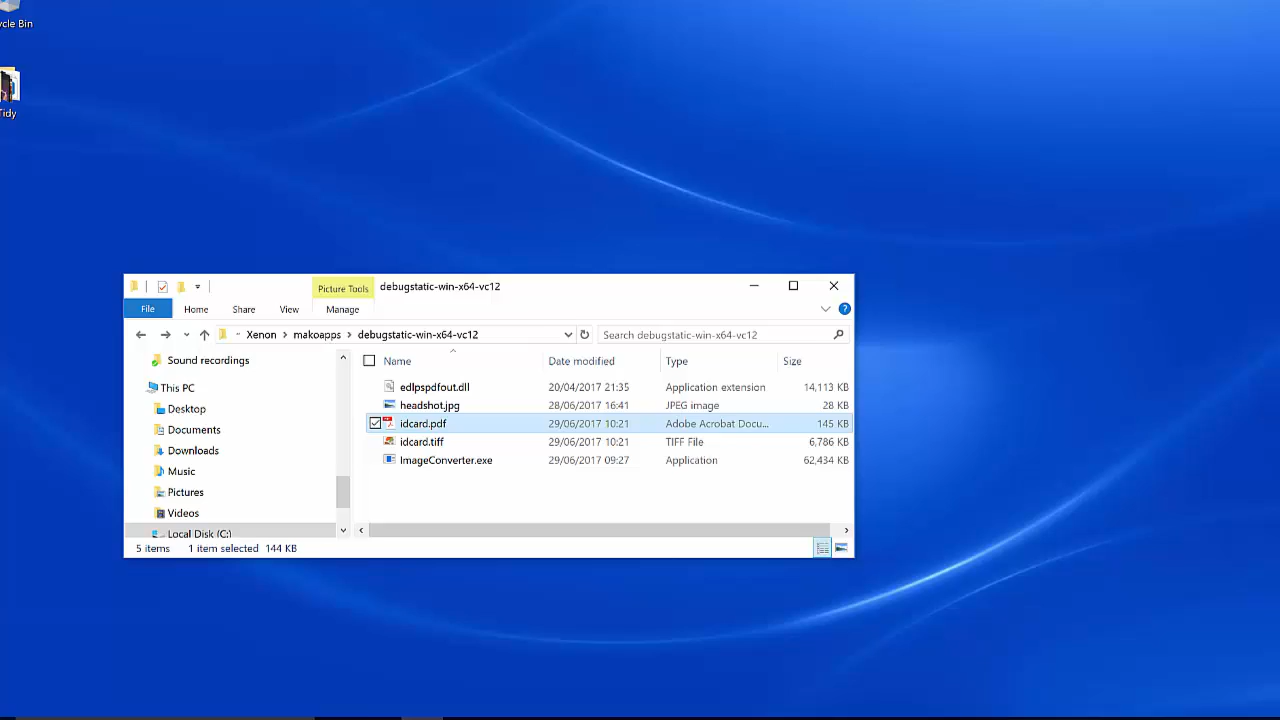 ycle Bin
Tidy
Picture Tools debugstatic-win-x64-vc12
File Home Share View Manage
Xenon makoapps debugstatic-win-x64-vc12 Search debugstatic-win-x64-vc12
Sound recordings
This PC
Desktop
Documents
Downloads
Music
Pictures
Videos
Local Disk (C:)
Name Date modified Type Size
edlpspdfout.dll 20/04/2017 21:35 Application extension 14,113 KB
headshot.jpg 28/06/2017 16:41 JPEG image 28 KB
idcard.pdf 29/06/2017 10:21 Adobe Acrobat Docu... 145 KB
idcard.tiff 29/06/2017 10:21 TIFF File 6,786 KB
ImageConverter.exe 29/06/2017 09:27 Application 62,434 KB
5 items 1 item selected 144 KB